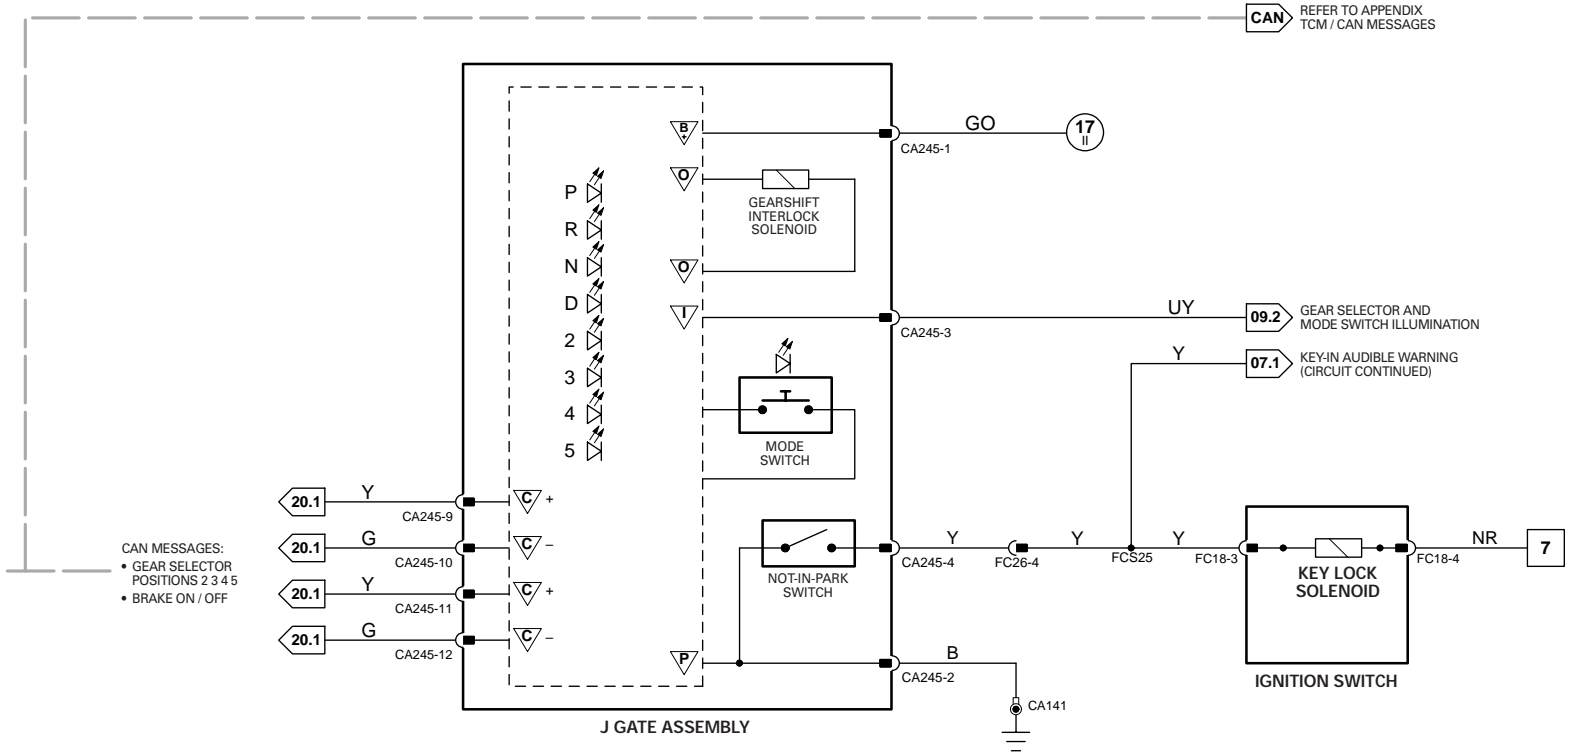 CAN
REFER TO APPENDIX
TCM / CAN MESSAGES
B
+
CA245-1
GO
17
II
O
GEARSHIFT
INTERLOCK
SOLENOID
P
R
N
D
2
3
4
5
O
I
CA245-3
UY
09.2
GEAR SELECTOR AND
MODE SWITCH ILLUMINATION
Y
07.1
KEY-IN AUDIBLE WARNING
(CIRCUIT CONTINUED)
MODE
SWITCH
20.1
Y
CA245-9
C
+
20.1
G
CA245-10
C
–
20.1
Y
CA245-11
C
+
20.1
G
CA245-12
C
–
CAN MESSAGES:
• GEAR SELECTOR
POSITIONS 2 3 4 5
• BRAKE ON / OFF
NOT-IN-PARK
SWITCH
CA245-4
Y
FC26-4
Y
FCS25
Y
FC18-3
KEY LOCK
SOLENOID
FC18-4
NR
7
IGNITION SWITCH
P
CA245-2
B
CA141
J GATE ASSEMBLY